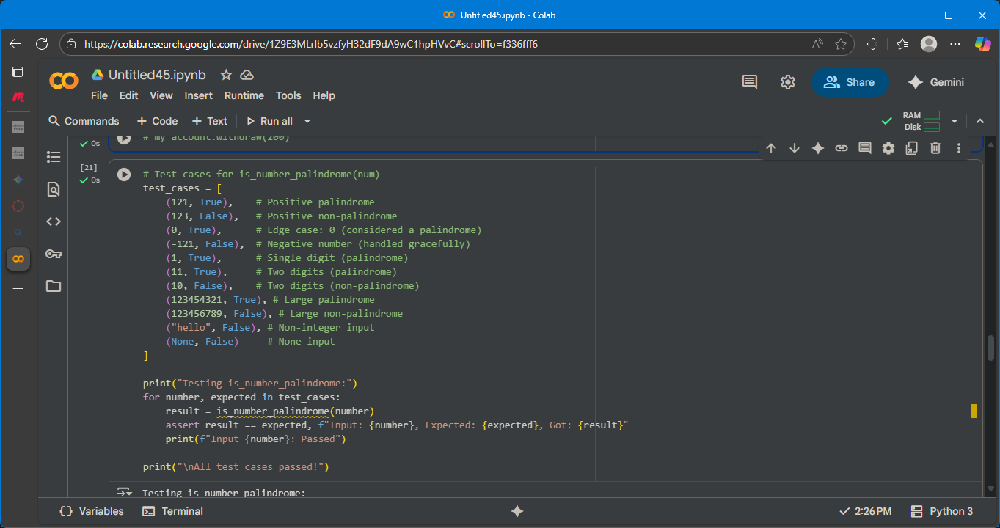 Untitled45.ipynb - Colab
https://colab.research.google.com/drive/1Z9E3MLrIb5vzfyH32dF9dA9wC1hpHVvC#scrollTo=f336fff6
Untitled45.ipynb
File Edit View Insert Runtime Tools Help
Share
Gemini
Commands + Code + Text Run all
RAM
Disk
0s
# my_account.withdraw(200)
[21]
0s
# Test cases for is_number_palindrome(num)
test_cases = [
    (121, True),    # Positive palindrome
    (123, False),   # Positive non-palindrome
    (0, True),      # Edge case: 0 (considered a palindrome)
    (-121, False),  # Negative number (handled gracefully)
    (1, True),      # Single digit (palindrome)
    (11, True),     # Two digits (palindrome)
    (10, False),    # Two digits (non-palindrome)
    (123454321, True), # Large palindrome
    (123456789, False), # Large non-palindrome
    ("hello", False), # Non-integer input
    (None, False)     # None input
]
print("Testing is_number_palindrome:")
for number, expected in test_cases:
    result = is_number_palindrome(number)
    assert result == expected, f"Input: {number}, Expected: {expected}, Got: {result}"
    print(f"Input {number}: Passed")
print("\nAll test cases passed!")
Testing is_number_palindrome:
Variables Terminal
2:26 PM Python 3